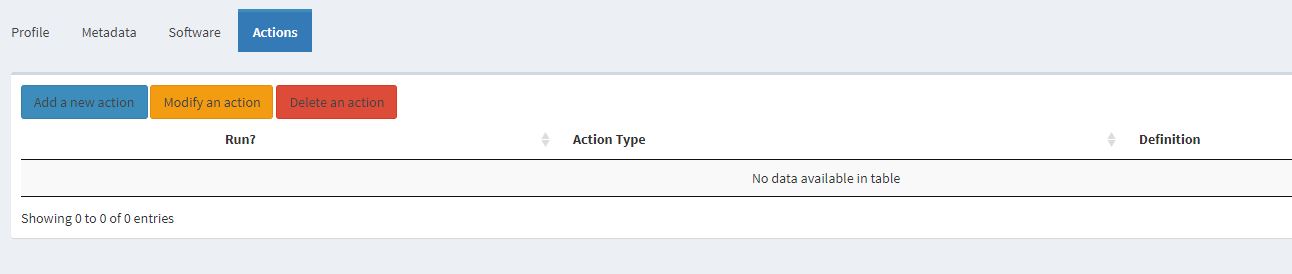 Profile Metadata Software Actions
Add a new action Modify an action Delete an action
Run? Action Type Definition
No data available in table
Showing 0 to 0 of 0 entries